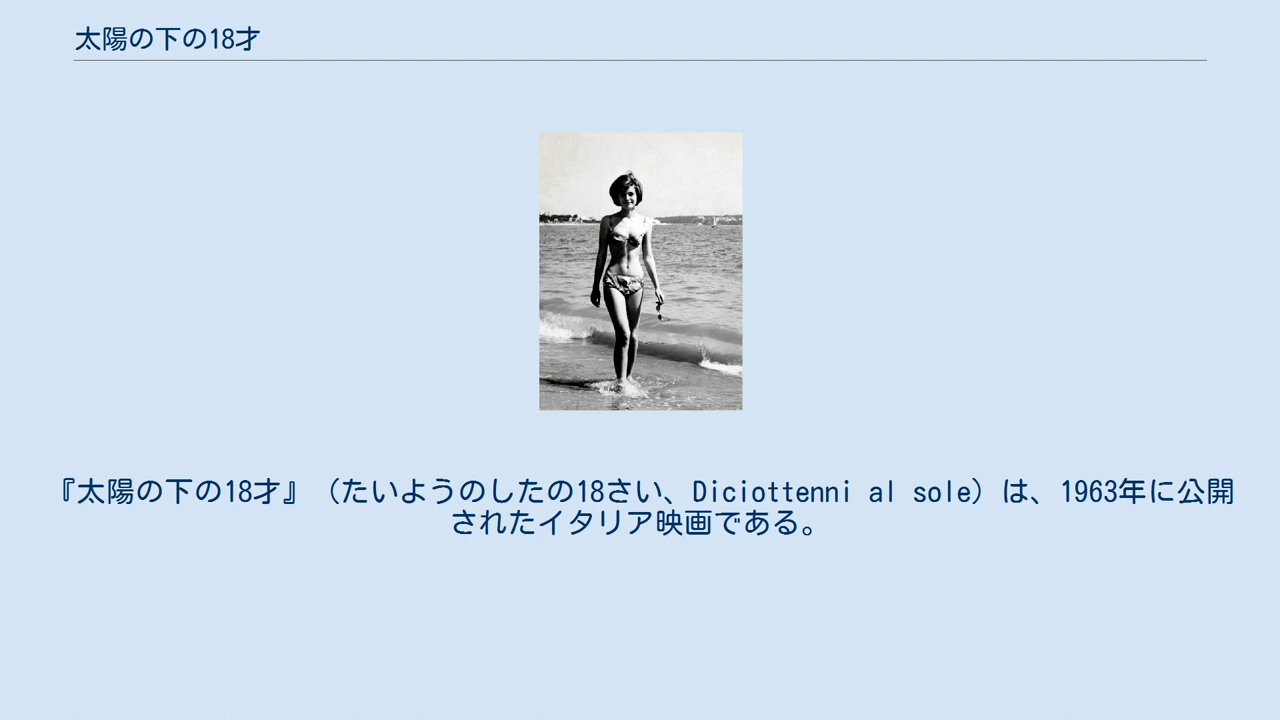 太陽の下の18才
『太陽の下の18才』（たいようのしたの18さい、Diciottenni al sole）は、1963年に公開
されたイタリア映画である。